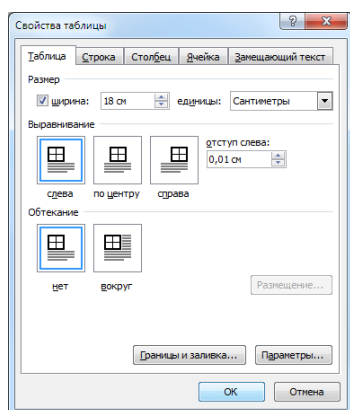 Свойства таблицы
Таблица Строка Столбец Ячейка Замещающий текст
Размер
ширина: 18 см единицы: Сантиметры
Выравнивание
отступ слева:
0,01 см
слева по центру справа
Обтекание
нет вокруг
Размещение...
Границы и заливка... Параметры...
ОК Отмена